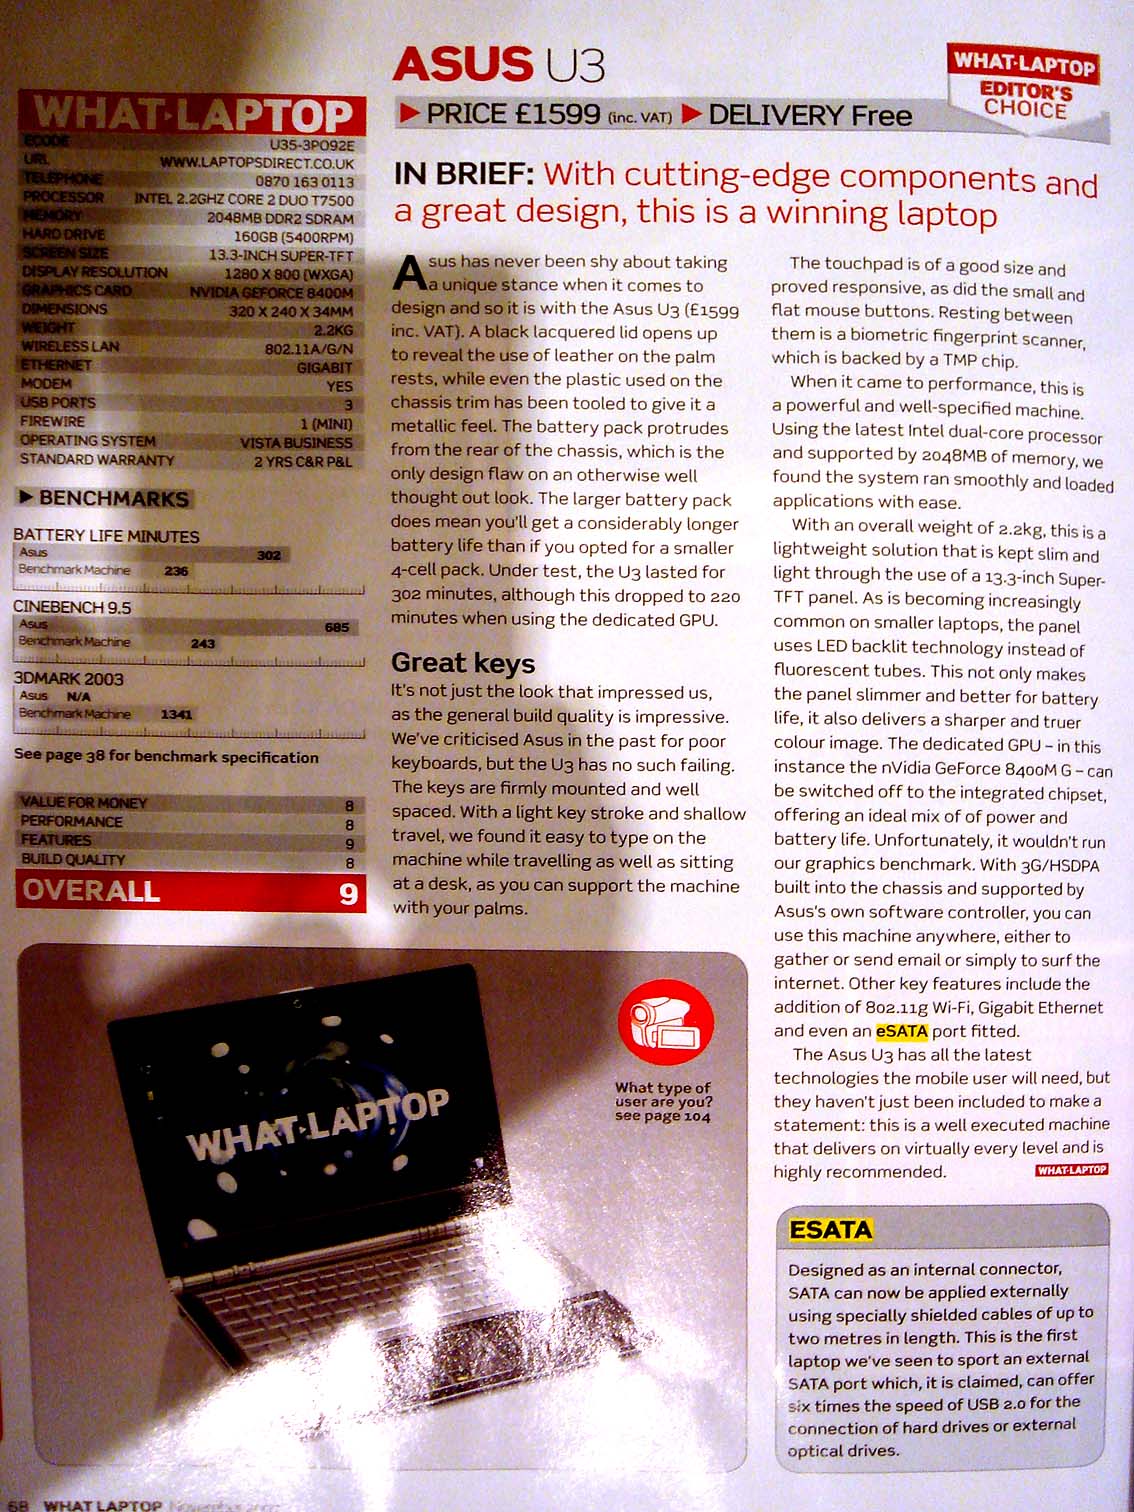 ASUS U3
WHAT LAPTOP
EDITOR'S
CHOICE
PRICE £1599 (inc. VAT) DELIVERY Free
IN BRIEF: With cutting-edge components and
a great design, this is a winning laptop
WHAT LAPTOP
ECODE U35-3P092E
URL WWW.LAPTOPSDIRECT.CO.UK
TELEPHONE 0870 163 0113
PROCESSOR INTEL 2.2GHZ CORE 2 DUO T7500
MEMORY 2048MB DDR2 SDRAM
HARD DRIVE 160GB (5400RPM)
SCREEN SIZE 13.3-INCH SUPER-TFT
DISPLAY RESOLUTION 1280 X 800 (WXGA)
GRAPHICS CARD NVIDIA GEFORCE 8400M
DIMENSIONS 320 X 240 X 34MM
WEIGHT 2.2KG
WIRELESS LAN 802.11A/G/N
ETHERNET GIGABIT
MODEM YES
USB PORTS 3
FIREWIRE 1 (MINI)
OPERATING SYSTEM VISTA BUSINESS
STANDARD WARRANTY 2 YRS C&R P&L
BENCHMARKS
BATTERY LIFE MINUTES
Asus 302
Benchmark Machine 236
CINEBENCH 9.5
Asus 685
Benchmark Machine 243
3DMARK 2003
Asus N/A
Benchmark Machine 1341
See page 38 for benchmark specification
VALUE FOR MONEY 8
PERFORMANCE 8
FEATURES 9
BUILD QUALITY 8
OVERALL 9
Asus has never been shy about taking
a unique stance when it comes to
design and so it is with the Asus U3 (£1599
inc. VAT). A black lacquered lid opens up
to reveal the use of leather on the palm
rests, while even the plastic used on the
chassis trim has been tooled to give it a
metallic feel. The battery pack protrudes
from the rear of the chassis, which is the
only design flaw on an otherwise well
thought out look. The larger battery pack
does mean you'll get a considerably longer
battery life than if you opted for a smaller
4-cell pack. Under test, the U3 lasted for
302 minutes, although this dropped to 220
minutes when using the dedicated GPU.
Great keys
It's not just the look that impressed us,
as the general build quality is impressive.
We've criticised Asus in the past for poor
keyboards, but the U3 has no such failing.
The keys are firmly mounted and well
spaced. With a light key stroke and shallow
travel, we found it easy to type on the
machine while travelling as well as sitting
at a desk, as you can support the machine
with your palms.
The touchpad is of a good size and
proved responsive, as did the small and
flat mouse buttons. Resting between
them is a biometric fingerprint scanner,
which is backed by a TMP chip.
When it came to performance, this is
a powerful and well-specified machine.
Using the latest Intel dual-core processor
and supported by 2048MB of memory, we
found the system ran smoothly and loaded
applications with ease.
With an overall weight of 2.2kg, this is a
lightweight solution that is kept slim and
light through the use of a 13.3-inch Super-
TFT panel. As is becoming increasingly
common on smaller laptops, the panel
uses LED backlit technology instead of
fluorescent tubes. This not only makes
the panel slimmer and better for battery
life, it also delivers a sharper and truer
colour image. The dedicated GPU – in this
instance the nVidia GeForce 8400M G – can
be switched off to the integrated chipset,
offering an ideal mix of of power and
battery life. Unfortunately, it wouldn't run
our graphics benchmark. With 3G/HSDPA
built into the chassis and supported by
Asus's own software controller, you can
use this machine anywhere, either to
gather or send email or simply to surf the
internet. Other key features include the
addition of 802.11g Wi-Fi, Gigabit Ethernet
and even an eSATA port fitted.
The Asus U3 has all the latest
technologies the mobile user will need, but
they haven't just been included to make a
statement: this is a well executed machine
that delivers on virtually every level and is
highly recommended. WHAT LAPTOP
WHAT LAPTOP
What type of
user are you?
see page 104
ESATA
Designed as an internal connector,
SATA can now be applied externally
using specially shielded cables of up to
two metres in length. This is the first
laptop we've seen to sport an external
SATA port which, it is claimed, can offer
six times the speed of USB 2.0 for the
connection of hard drives or external
optical drives.
68 WHAT LAPTOP November 2007